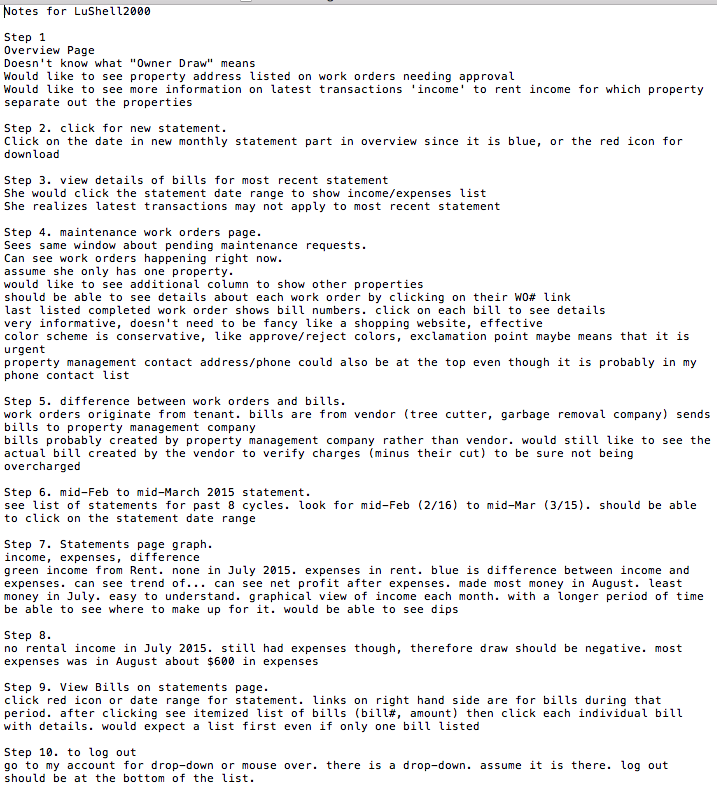 Notes for LuShell2000

Step 1
Overview Page
Doesn't know what "Owner Draw" means
Would like to see property address listed on work orders needing approval
Would like to see more information on latest transactions 'income' to rent income for which property
separate out the properties

Step 2. click for new statement.
Click on the date in new monthly statement part in overview since it is blue, or the red icon for
download

Step 3. view details of bills for most recent statement
She would click the statement date range to show income/expenses list
She realizes latest transactions may not apply to most recent statement

Step 4. maintenance work orders page.
Sees same window about pending maintenance requests.
Can see work orders happening right now.
assume she only has one property.
would like to see additional column to show other properties
should be able to see details about each work order by clicking on their WO# link
last listed completed work order shows bill numbers. click on each bill to see details
very informative, doesn't need to be fancy like a shopping website, effective
color scheme is conservative, like approve/reject colors, exclamation point maybe means that it is
urgent
property management contact address/phone could also be at the top even though it is probably in my
phone contact list

Step 5. difference between work orders and bills.
work orders originate from tenant. bills are from vendor (tree cutter, garbage removal company) sends
bills to property management company
bills probably created by property management company rather than vendor. would still like to see the
actual bill created by the vendor to verify charges (minus their cut) to be sure not being
overcharged

Step 6. mid-Feb to mid-March 2015 statement.
see list of statements for past 8 cycles. look for mid-Feb (2/16) to mid-Mar (3/15). should be able
to click on the statement date range

Step 7. Statements page graph.
income, expenses, difference
green income from Rent. none in July 2015. expenses in rent. blue is difference between income and
expenses. can see trend of... can see net profit after expenses. made most money in August. least
money in July. easy to understand. graphical view of income each month. with a longer period of time
be able to see where to make up for it. would be able to see dips

Step 8.
no rental income in July 2015. still had expenses though, therefore draw should be negative. most
expenses was in August about $600 in expenses

Step 9. View Bills on statements page.
click red icon or date range for statement. links on right hand side are for bills during that
period. after clicking see itemized list of bills (bill#, amount) then click each individual bill
with details. would expect a list first even if only one bill listed

Step 10. to log out
go to my account for drop-down or mouse over. there is a drop-down. assume it is there. log out
should be at the bottom of the list.